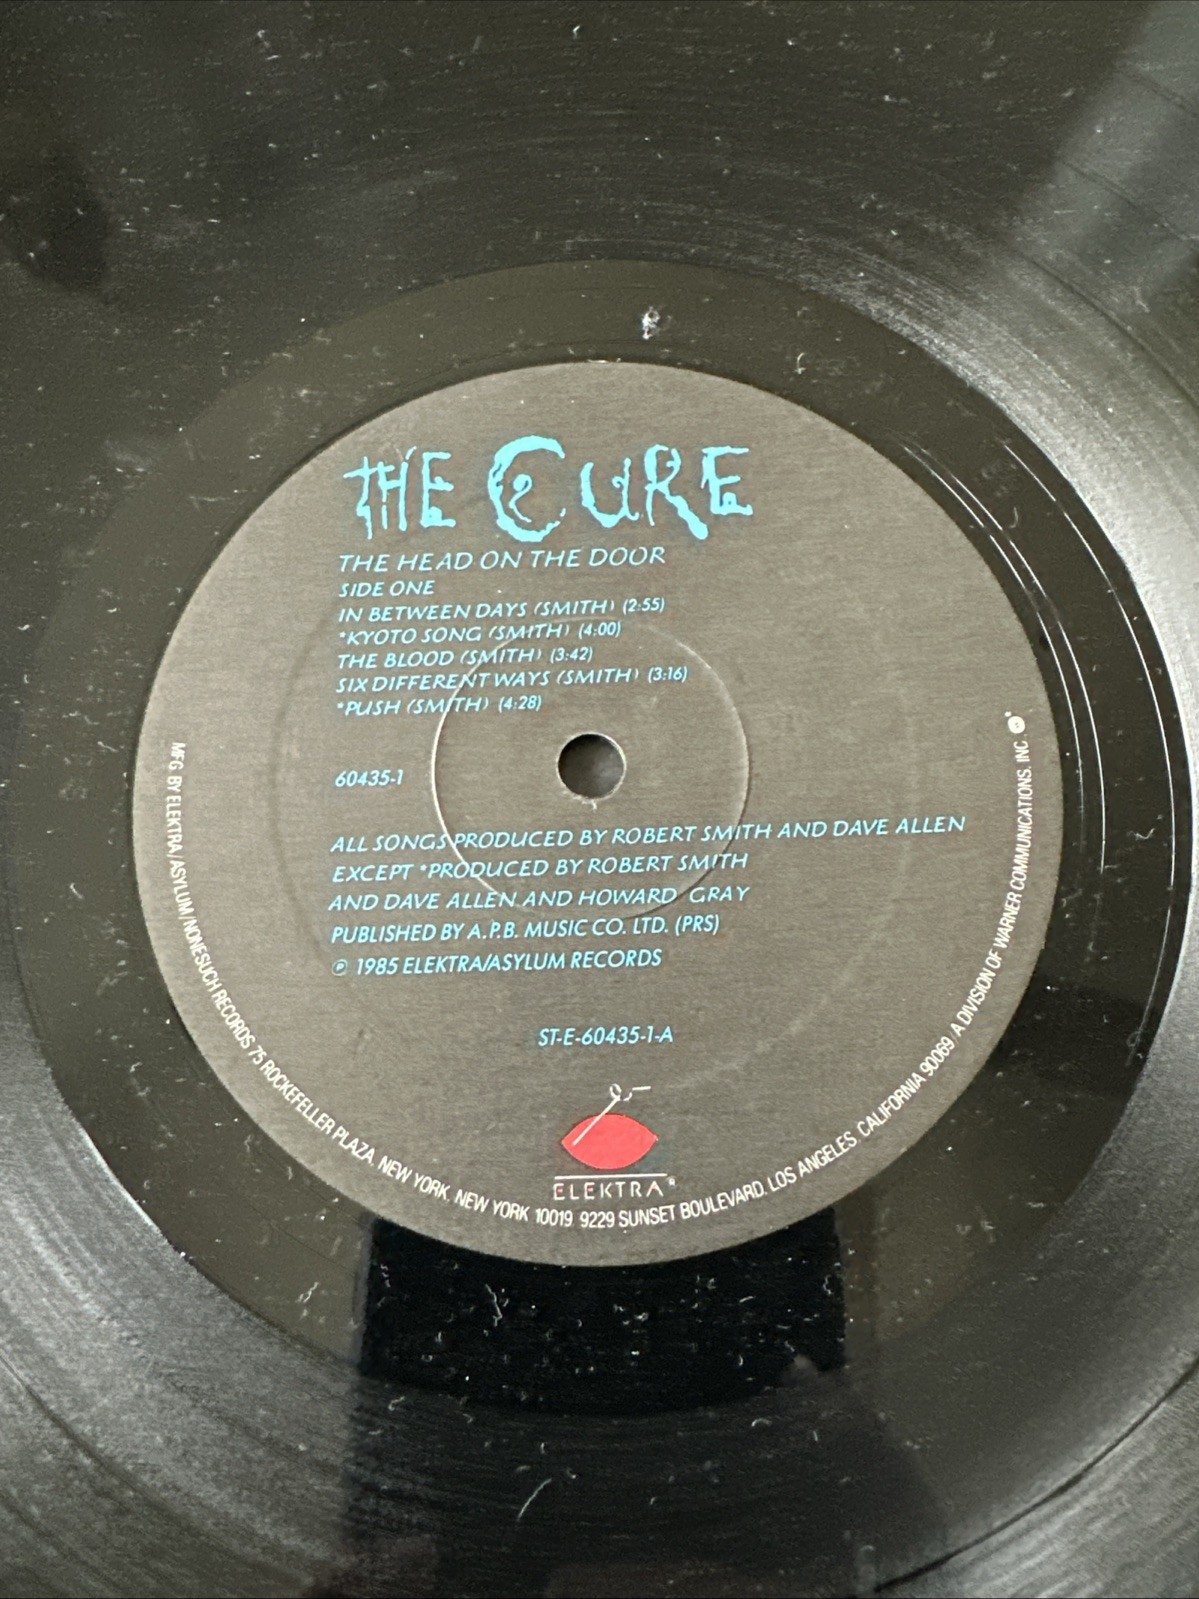 THE CURE
THE HEAD ON THE DOOR
SIDE ONE
IN BETWEEN DAYS (SMITH) (2:55)
*KYOTO SONG (SMITH) (4:00)
THE BLOOD (SMITH) (3:42)
SIX DIFFERENT WAYS (SMITH) (3:16)
*PUSH (SMITH) (4:28)
60435-1
ALL SONGS PRODUCED BY ROBERT SMITH AND DAVE ALLEN
EXCEPT *PRODUCED BY ROBERT SMITH
AND DAVE ALLEN AND HOWARD GRAY
PUBLISHED BY A.P.B. MUSIC CO. LTD. (PRS)
℗ 1985 ELEKTRA/ASYLUM RECORDS
ST-E-60435-1-A
ELEKTRA®
MFG. BY ELEKTRA/ASYLUM/NONESUCH RECORDS 75 ROCKEFELLER PLAZA, NEW YORK, NEW YORK 10019 9229 SUNSET BOULEVARD, LOS ANGELES, CALIFORNIA 90069 A DIVISION OF WARNER COMMUNICATIONS, INC.